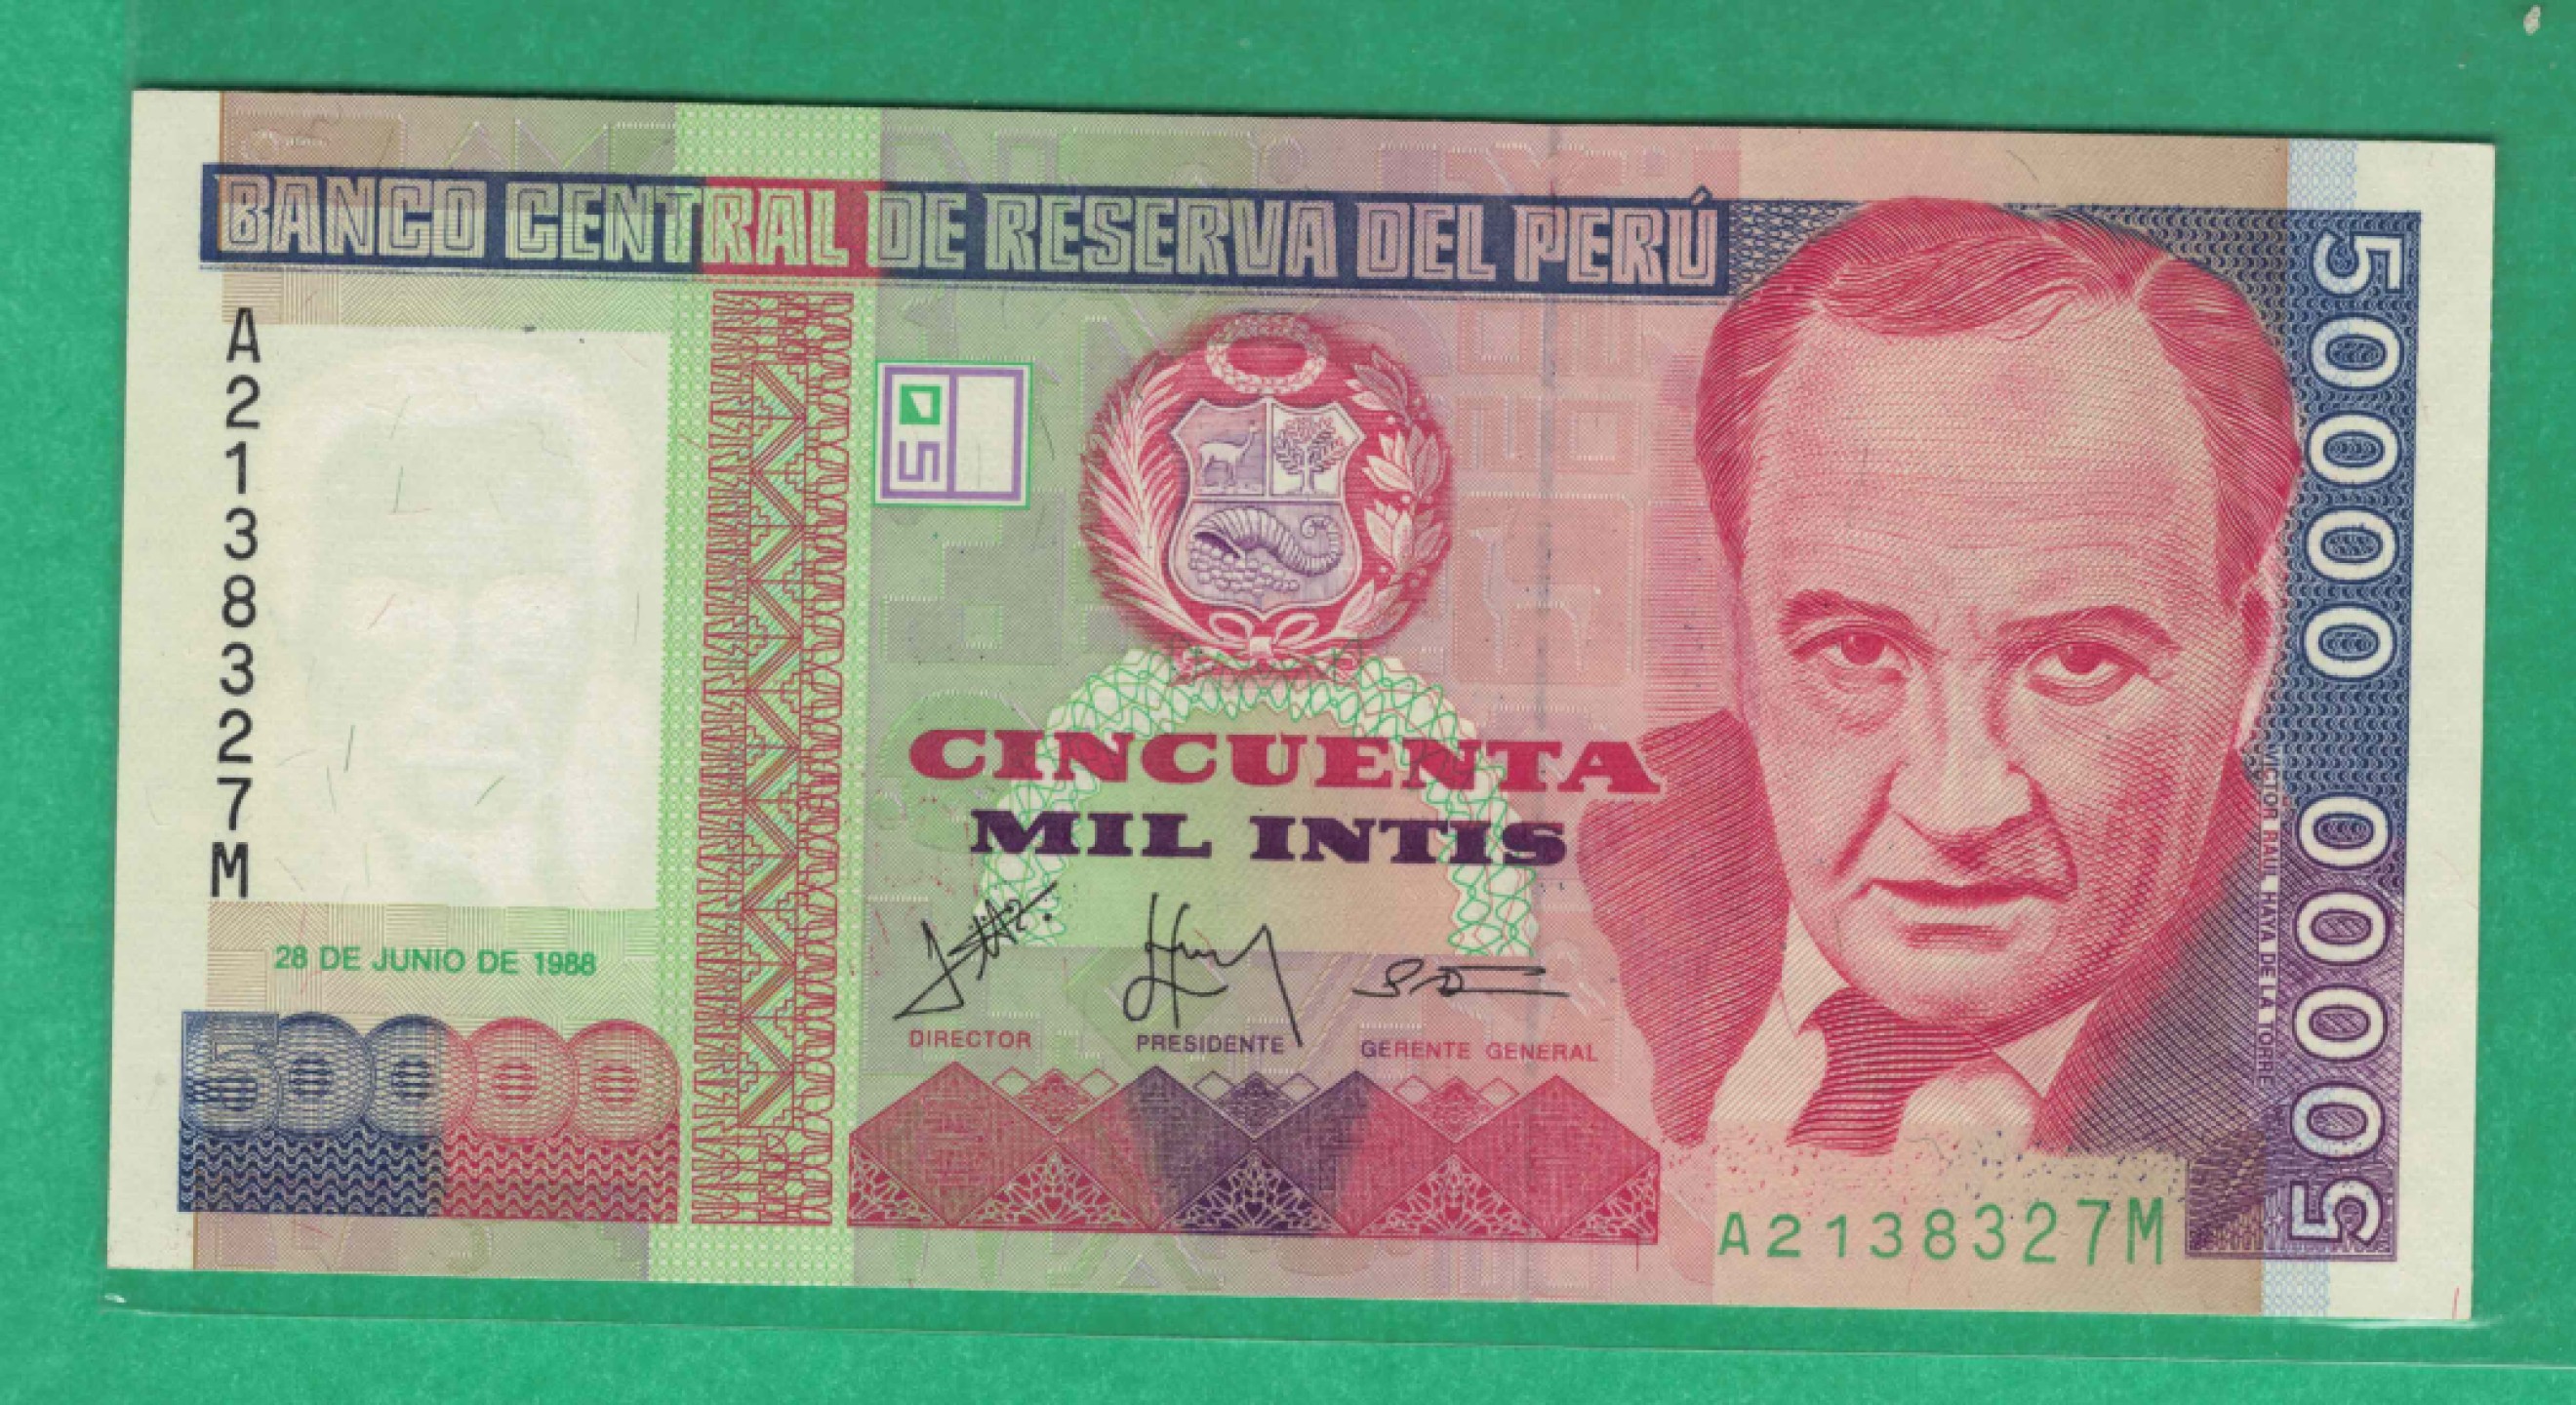 BANCO CENTRAL DE RESERVA DEL PERÚ
A2138327M
28 DE JUNIO DE 1988
50000
CINCUENTA
MIL INTIS
DIRECTOR
PRESIDENTE
GERENTE GENERAL
VICTOR RAUL HAYA DE LA TORRE
50000 50000
A2138327M